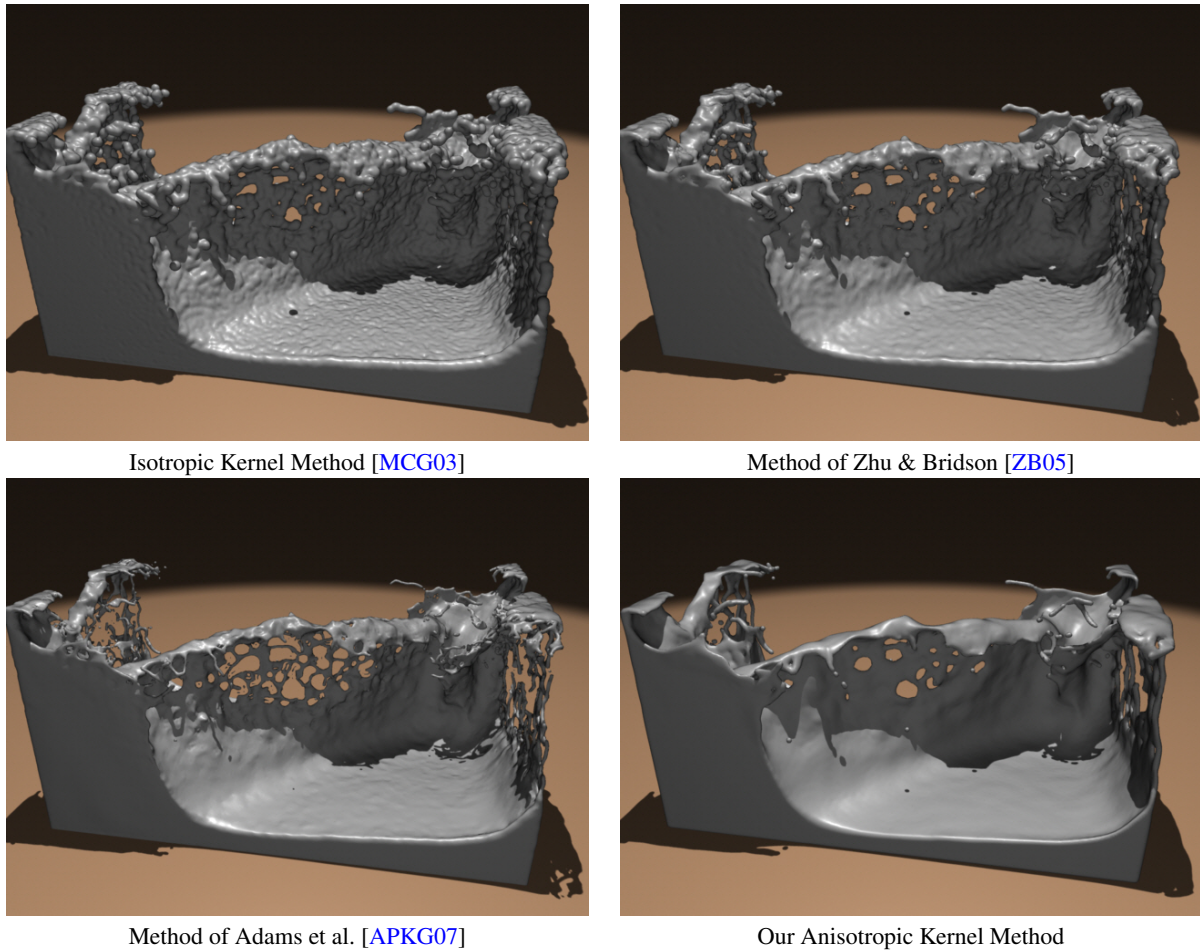 Isotropic Kernel Method [MCG03]
Method of Zhu & Bridson [ZB05]
Method of Adams et al. [APKG07]
Our Anisotropic Kernel Method